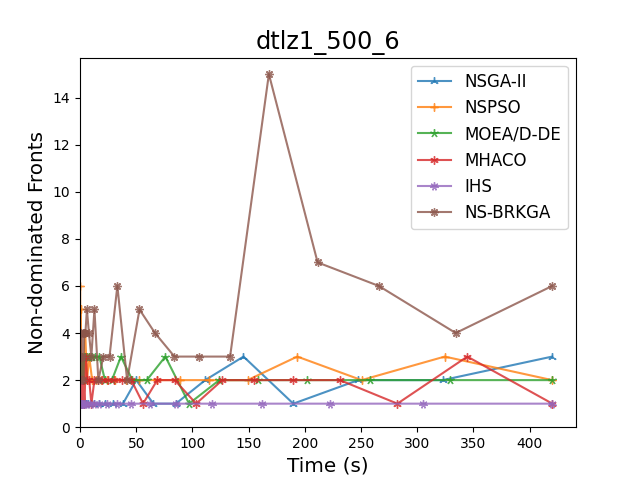 dtlz1_500_6
NSGA-II
NSPSO
MOEA/D-DE
MHACO
IHS
NS-BRKGA
Non-dominated Fronts
14
12
10
8
6
4
2
0
0 50 100 150 200 250 300 350 400
Time (s)